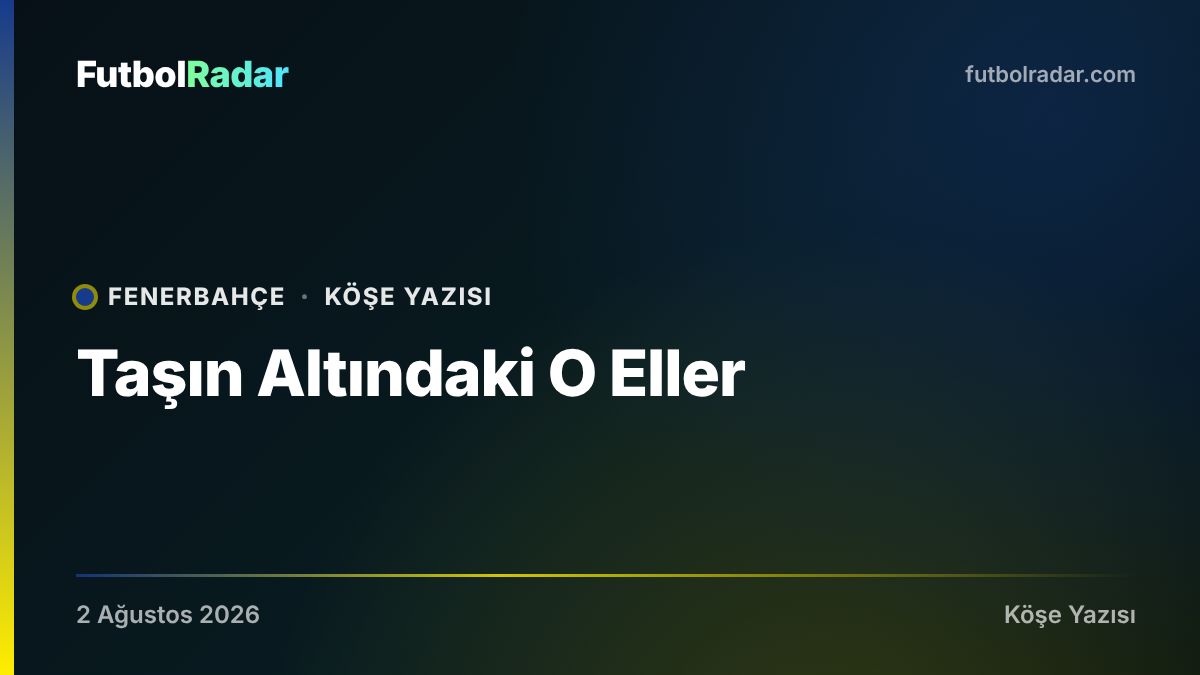 FutbolRadar
futbolradar.com
FENERBAHÇE · KÖŞE YAZISI
Taşın Altındaki O Eller
2 Ağustos 2026
Köşe Yazısı